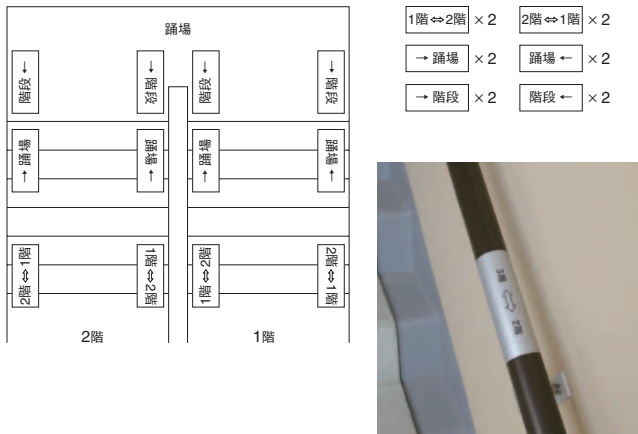 踊場
階段 ←
→ 階段
階段 ←
→ 階段
→ 踊場
踊場 ←
→ 踊場
踊場 ←
2階⇔1階
1階⇔2階
1階⇔2階
2階⇔1階
2階
1階
1階⇔2階 ×2
2階⇔1階 ×2
→ 踊場 ×2
踊場 ← ×2
→ 階段 ×2
階段 ← ×2
3階 ⇔ 2階